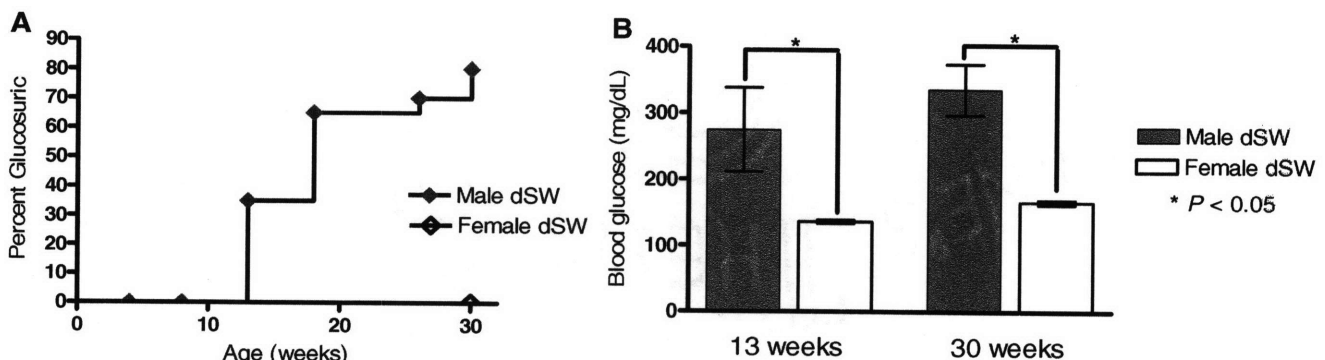 A
Percent Glucosuric
90
80
70
60
50
40
30
20
10
0
0 10 20 30
Age (weeks)
Male dSW
Female dSW
B
Blood glucose (mg/dL)
400
300
200
100
0
* *
13 weeks 30 weeks
Male dSW
Female dSW
* P < 0.05